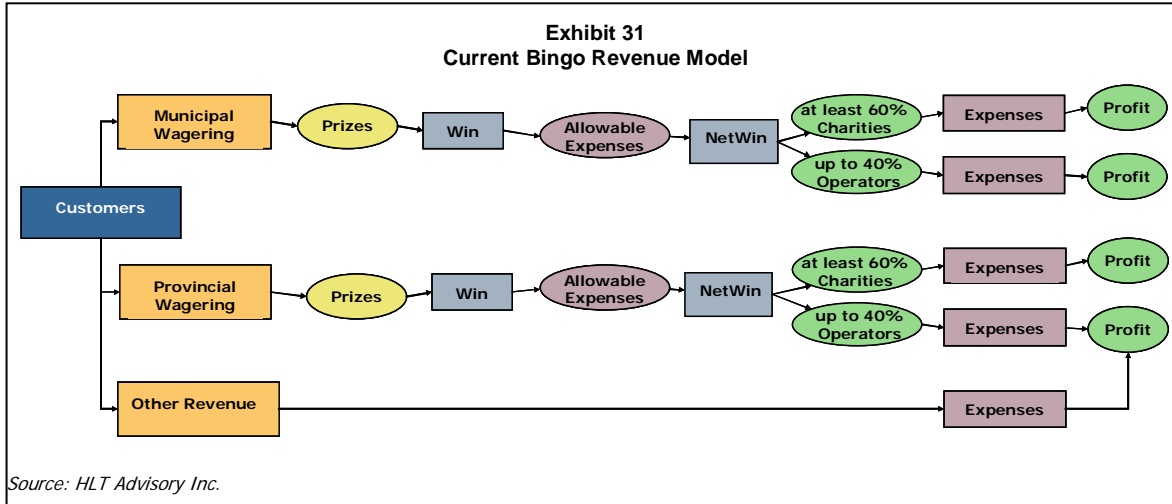 Exhibit 31
Current Bingo Revenue Model
Municipal
Wagering
Prizes
Win
Allowable
Expenses
NetWin
at least 60%
Charities
Expenses
Profit
up to 40%
Operators
Expenses
Profit
Customers
Provincial
Wagering
Prizes
Win
Allowable
Expenses
NetWin
at least 60%
Charities
Expenses
Profit
up to 40%
Operators
Expenses
Profit
Other Revenue
Expenses
Source: HLT Advisory Inc.